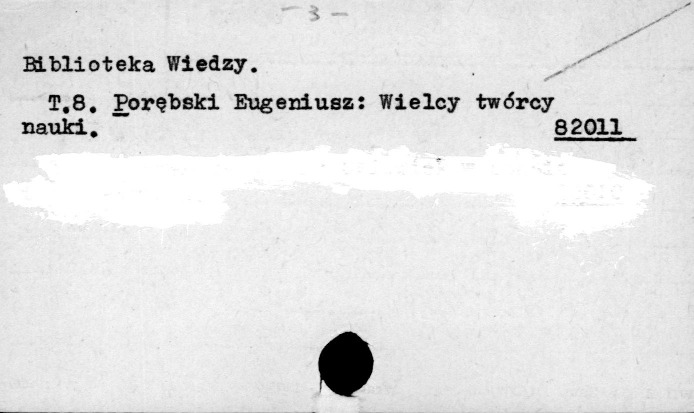 - 3 -
Biblioteka Wiedzy.
T.8. Porębski Eugeniusz: Wielcy twórcy
nauki. 82011